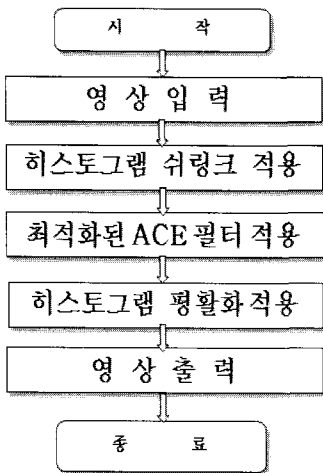 시 작
영 상 입 력
히스토그램 쉬링크 적용
최적화된 ACE 필터 적용
히스토그램 평활화 적용
영 상 출 력
종 료